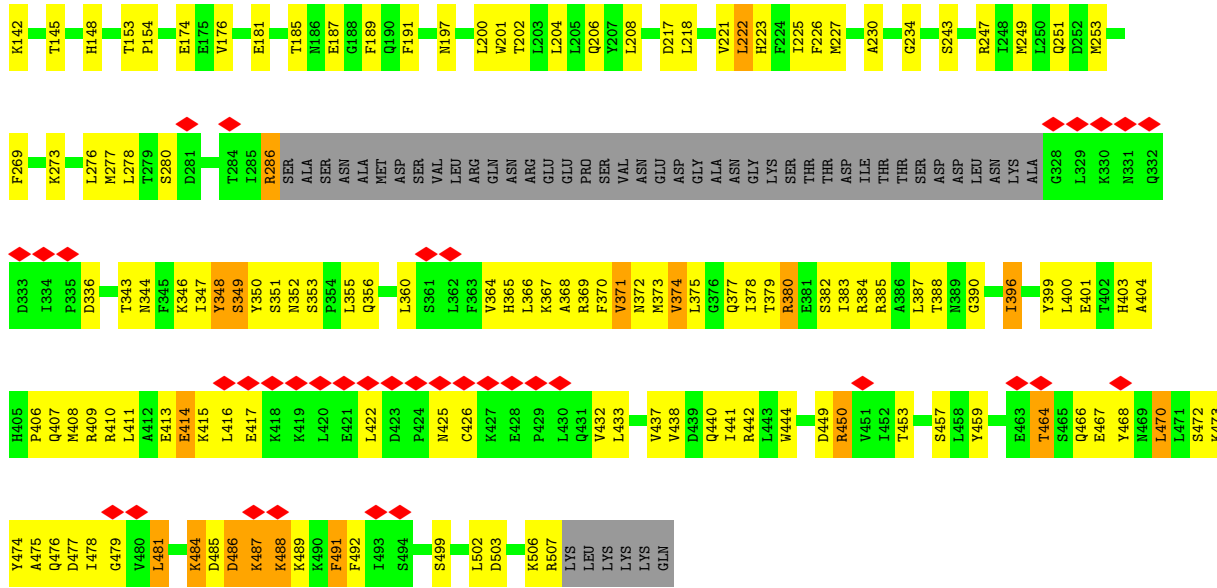 K142 T145 H148 T153 P154 E174 E175 V176 E181 T185 N186 E187 G188 F189 Q190 F191 N197 L200 W201 T202 L203 L204 L205 Q206 Y207 L208 D217 L218 V221 L222 H223 F224 I225 F226 M227 A230 G234 S243 R247 I248 M249 L250 Q251 D252 M253
F269 K273 L276 M277 L278 T279 S280 D281 T284 I285 R286 SER ALA SER ASN ALA MET ASP SER VAL LEU ARG GLN ASN ARG GLU GLU PRO SER VAL ASN GLU ASP GLY ALA ASN GLY LYS SER THR THR ASP ILE THR THR SER ASP ASP LEU ASN LYS ALA G328 L329 K330 N331 Q332
D333 I334 P335 D336 T343 N344 F345 K346 I347 Y348 S349 Y350 S351 N352 S353 P354 L355 Q356 L360 S361 L362 F363 V364 H365 L366 K367 A368 R369 F370 V371 N372 M373 V374 L375 G376 Q377 I378 T379 R380 E381 S382 I383 R384 R385 A386 L387 T388 N389 G390 I396 Y399 L400 E401 T402 H403 A404
H405 P406 Q407 M408 R409 R410 L411 A412 E413 E414 K415 L416 E417 K418 K419 L420 E421 L422 D423 P424 N425 C426 K427 E428 P429 L430 Q431 V432 L433 V437 V438 D439 Q440 I441 R442 L443 W444 D449 R450 V451 I452 T453 S457 L458 Y459 E463 T464 S465 Q466 E467 Y468 N469 L470 L471 S472 K473
Y474 A475 Q476 D477 I478 G479 V480 L481 K484 D485 D486 K487 K488 K489 K490 F491 F492 I493 S494 S499 L502 D503 K506 R507 LYS LEU LYS LYS LYS GLN